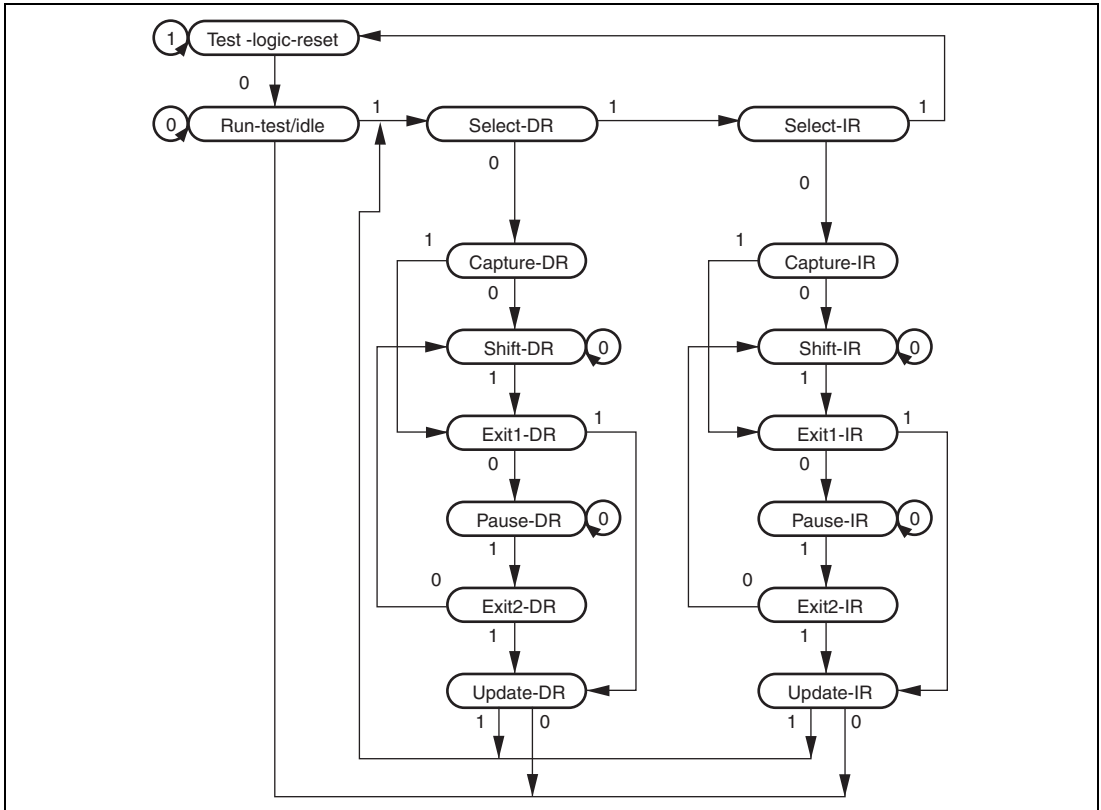 1 Test -logic-reset
0
0 Run-test/idle 1 Select-DR 1 Select-IR 1
0 0
1 1
Capture-DR Capture-IR
0 0
Shift-DR 0 Shift-IR 0
1 1
Exit1-DR 1 Exit1-IR 1
0 0
Pause-DR 0 Pause-IR 0
1 1
0 0
Exit2-DR Exit2-IR
1 1
Update-DR Update-IR
1 0 1 0